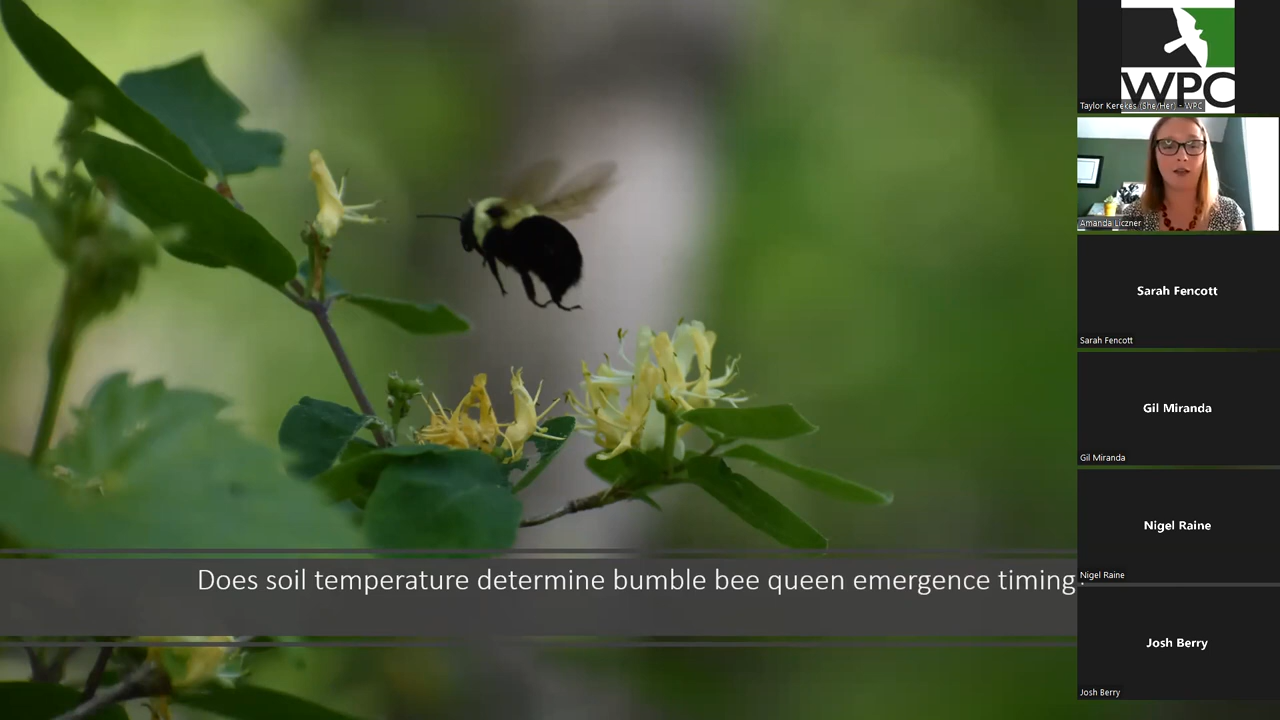 WPC
Taylor Kerekes (She/Her) - WPC
Amanda Liczner
Sarah Fencott
Sarah Fencott
Gil Miranda
Gil Miranda
Nigel Raine
Nigel Raine
Josh Berry
Josh Berry
Does soil temperature determine bumble bee queen emergence timing